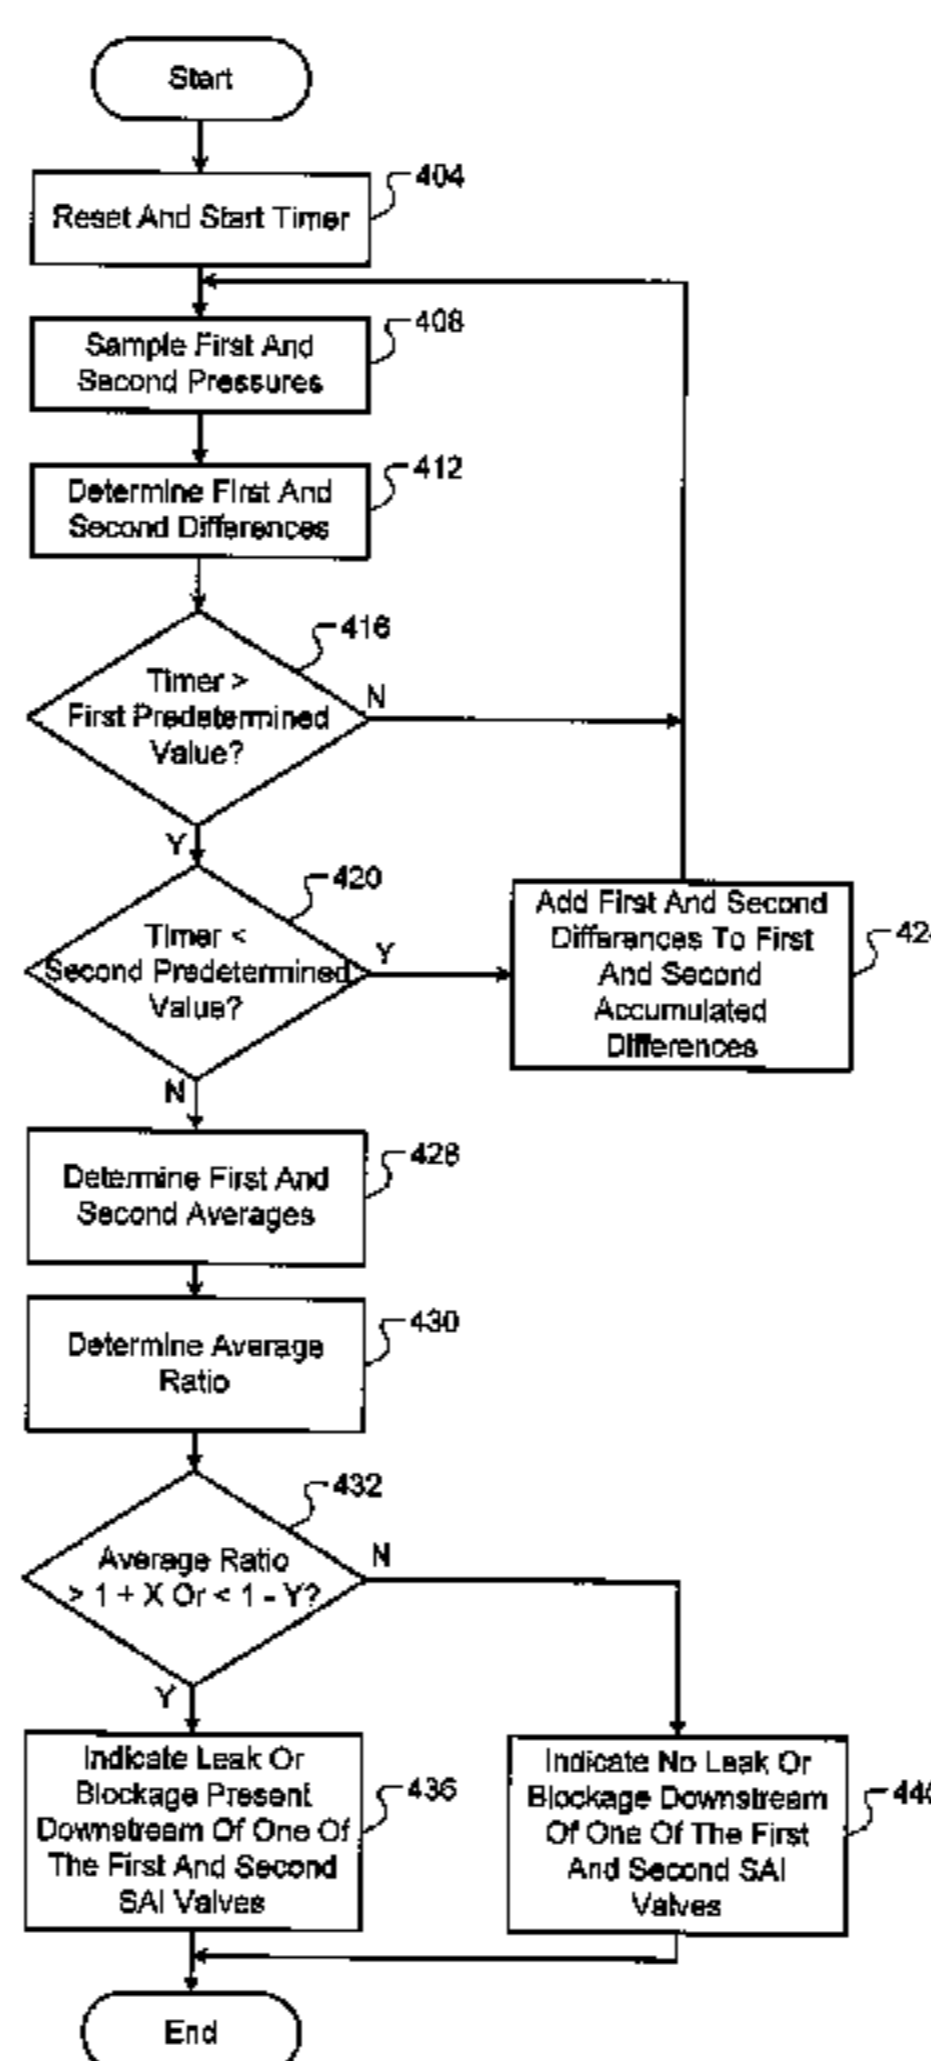 Start
404
Reset And Start Timer
408
Sample First And
Second Pressures
412
Determine First And
Second Differences
416
Timer >
First Predetermined
Value?
N
Y
420
Timer <
Second Predetermined
Value?
Y
N
Add First And Second
Differences To First
And Second
Accumulated
Differences
428
Determine First And
Second Averages
430
Determine Average
Ratio
432
Average Ratio
> 1 + X Or < 1 - Y?
N
Y
Indicate Leak Or
Blockage Present
Downstream Of One Of
The First And Second
SAI Valves
436
Indicate No Leak Or
Blockage Downstream
Of One Of The First
And Second SAI
Valves
End